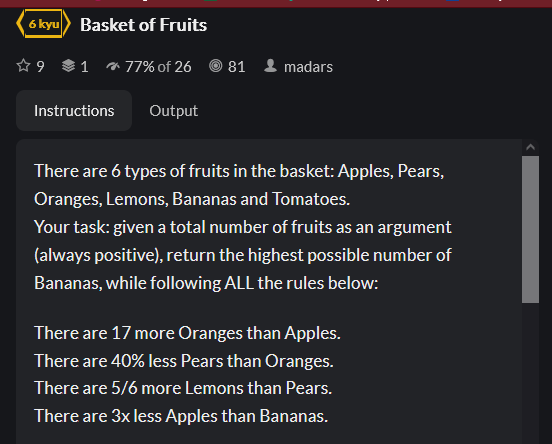 6 kyu Basket of Fruits
9 1 77% of 26 81 madars
Instructions Output
There are 6 types of fruits in the basket: Apples, Pears,
Oranges, Lemons, Bananas and Tomatoes.
Your task: given a total number of fruits as an argument
(always positive), return the highest possible number of
Bananas, while following ALL the rules below:
There are 17 more Oranges than Apples.
There are 40% less Pears than Oranges.
There are 5/6 more Lemons than Pears.
There are 3x less Apples than Bananas.